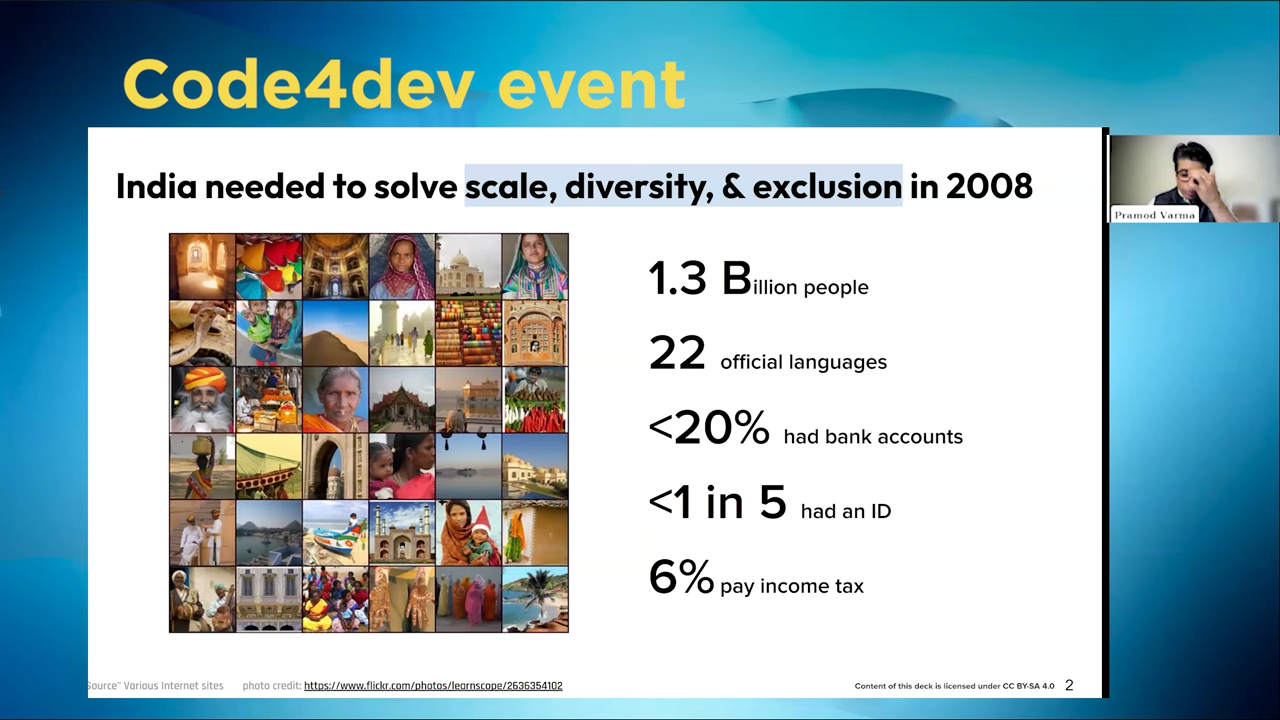 Code4dev event
India needed to solve scale, diversity, & exclusion in 2008
Pramod Varma
1.3 Billion people
22 official languages
<20% had bank accounts
<1 in 5 had an ID
6% pay income tax
Source" Various Internet sites photo credit: https://www.flickr.com/photos/learnscope/2636354102
Content of this deck is licensed under CC BY-SA 4.0 2